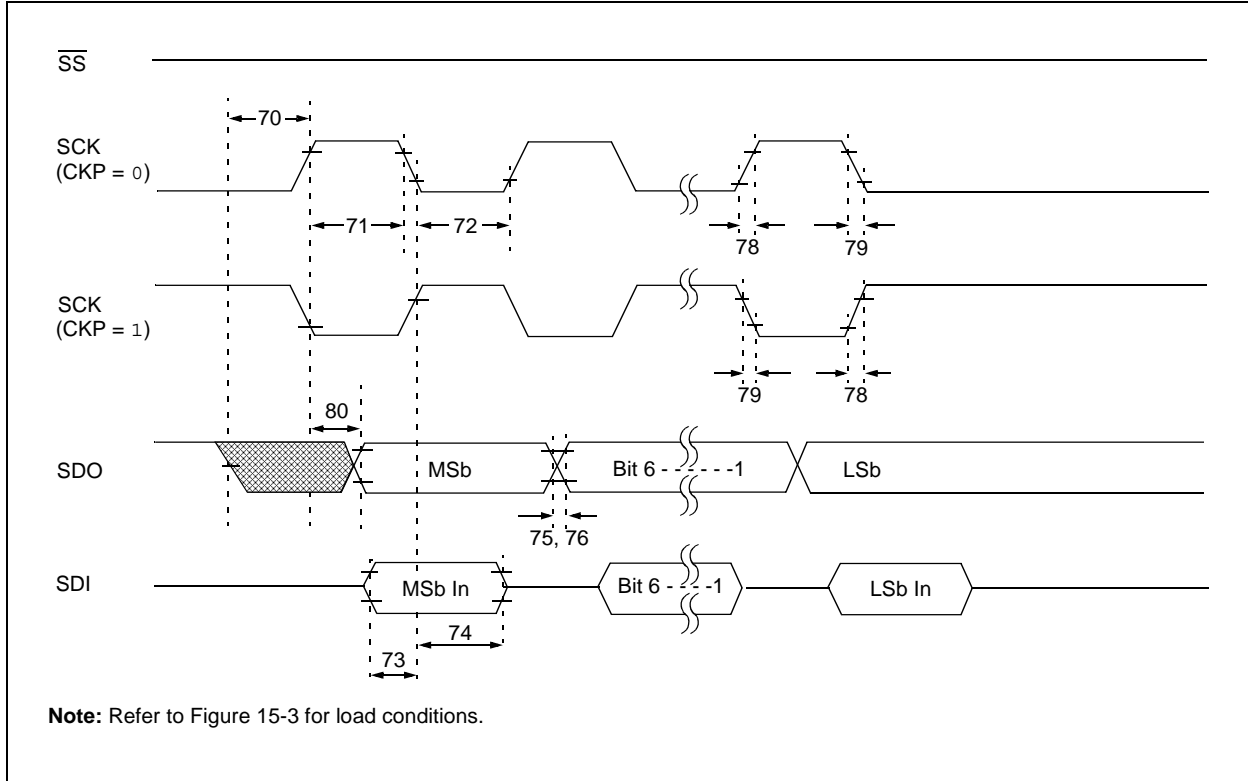 SS
70
SCK
(CKP = 0)
71
72
78
79
SCK
(CKP = 1)
79
78
80
SDO
MSb
Bit 6 - - - - - -1
LSb
75, 76
SDI
MSb In
Bit 6 - - - -1
LSb In
74
73
Note: Refer to Figure 15-3 for load conditions.